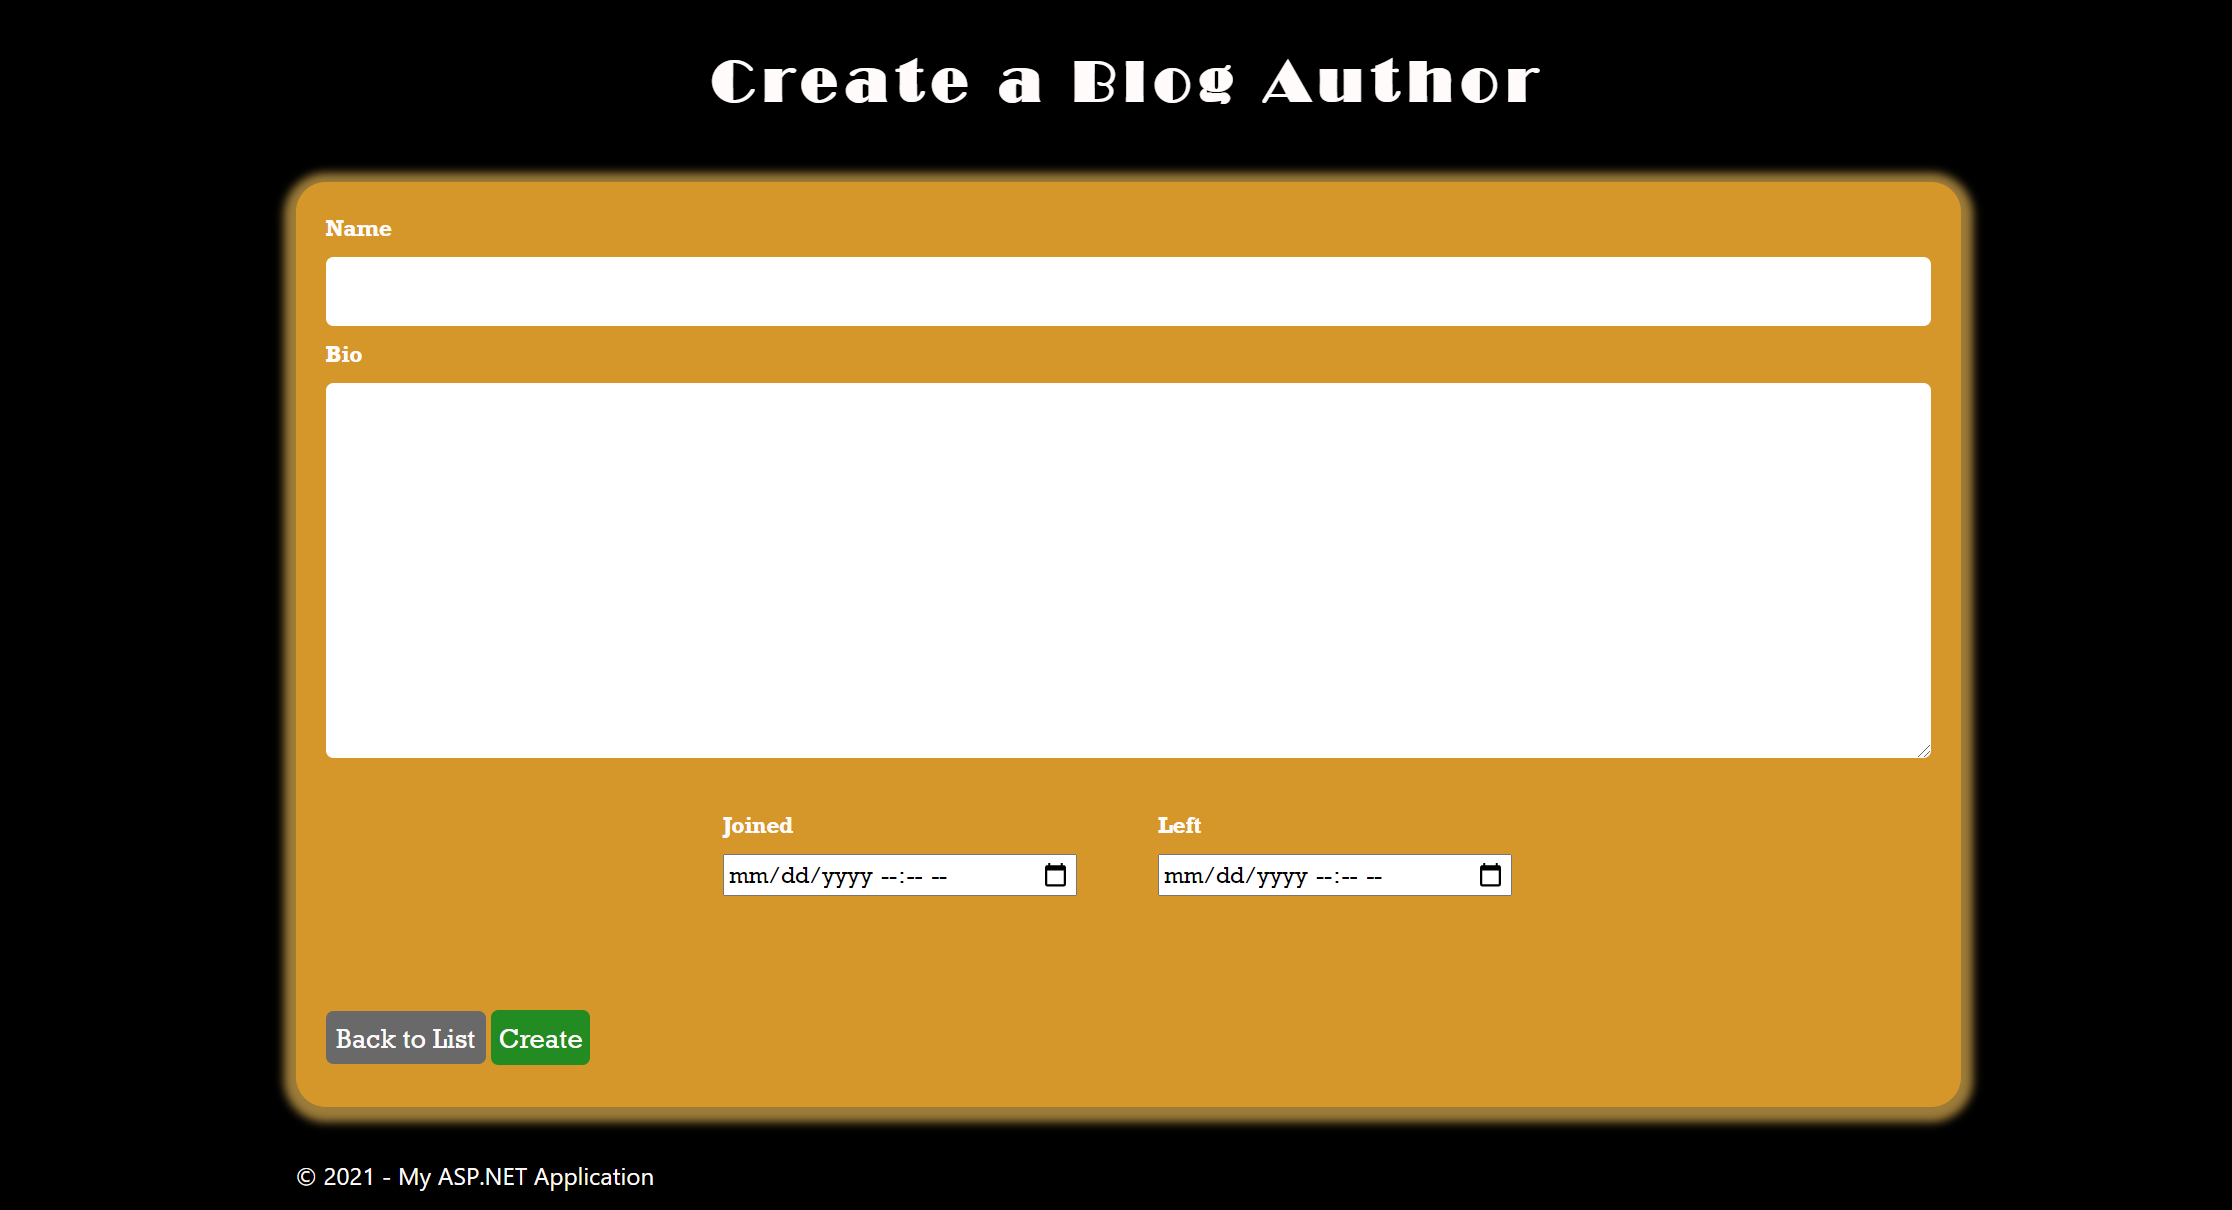 Create a Blog Author
Name
Bio
Joined Left
mm/dd/yyyy --:-- -- mm/dd/yyyy --:-- --
Back to List Create
© 2021 - My ASP.NET Application